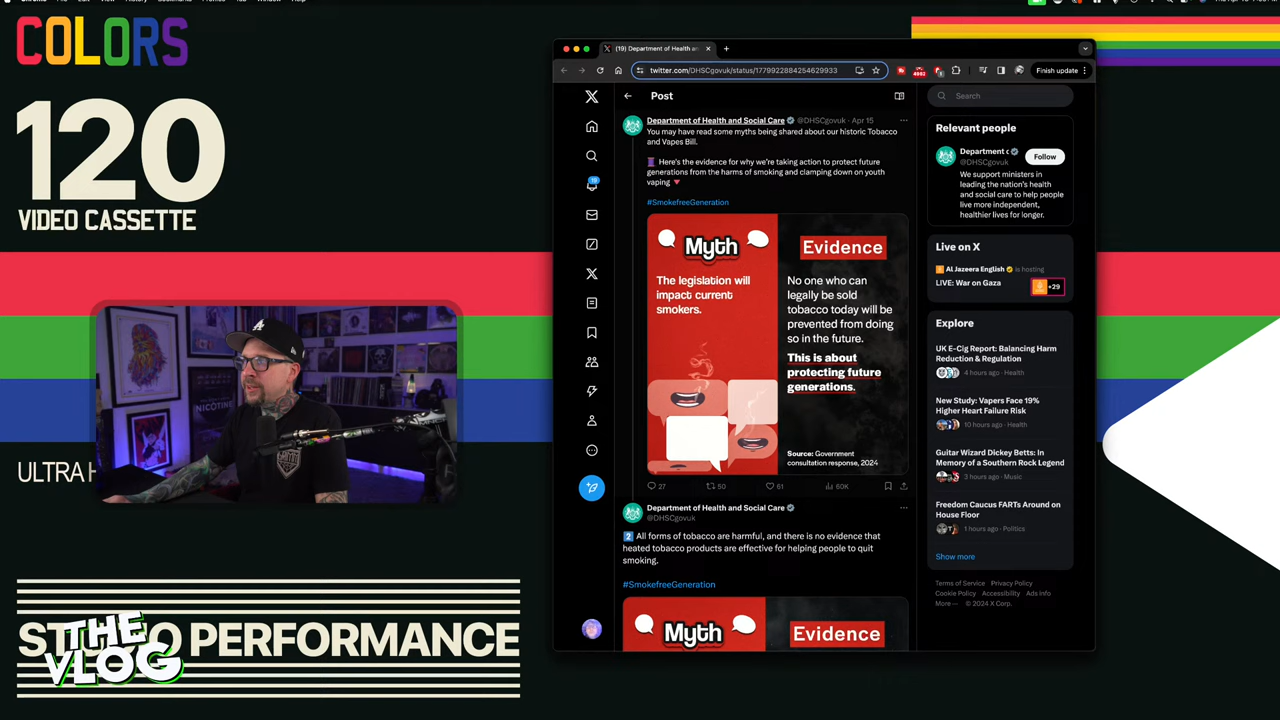 COLORS
120
VIDEO CASSETTE
ULTRA H
STUDIO PERFORMANCE
THE
VLOG
NICOTINE
(19) Department of Health an
twitter.com/DHSCgovuk/status/1779922884254629933
Finish update
Post
Department of Health and Social Care
@DHSCgovuk · Apr 15
You may have read some myths being shared about our historic Tobacco
and Vapes Bill.
Here's the evidence for why we're taking action to protect future
generations from the harms of smoking and clamping down on youth
vaping
#SmokefreeGeneration
Myth
The legislation will
impact current
smokers.
Evidence
No one who can
legally be sold
tobacco today will be
prevented from doing
so in the future.
This is about
protecting future
generations.
Source: Government
consultation response, 2024
27
50
61
60K
Department of Health and Social Care
@DHSCgovuk
2 All forms of tobacco are harmful, and there is no evidence that
heated tobacco products are effective for helping people to quit
smoking.
#SmokefreeGeneration
Myth
Evidence
Search
Relevant people
Department c
@DHSCgovuk
Follow
We support ministers in
leading the nation's health
and social care to help people
live more independent,
healthier lives for longer.
Live on X
Al Jazeera English is hosting
LIVE: War on Gaza
+29
Explore
UK E-Cig Report: Balancing Harm
Reduction & Regulation
4 hours ago · Health
New Study: Vapers Face 19%
Higher Heart Failure Risk
10 hours ago · Health
Guitar Wizard Dickey Betts: In
Memory of a Southern Rock Legend
3 hours ago · Music
Freedom Caucus FARTs Around on
House Floor
1 hours ago · Politics
Show more
Terms of Service Privacy Policy
Cookie Policy Accessibility Ads info
More ··· © 2024 X Corp.